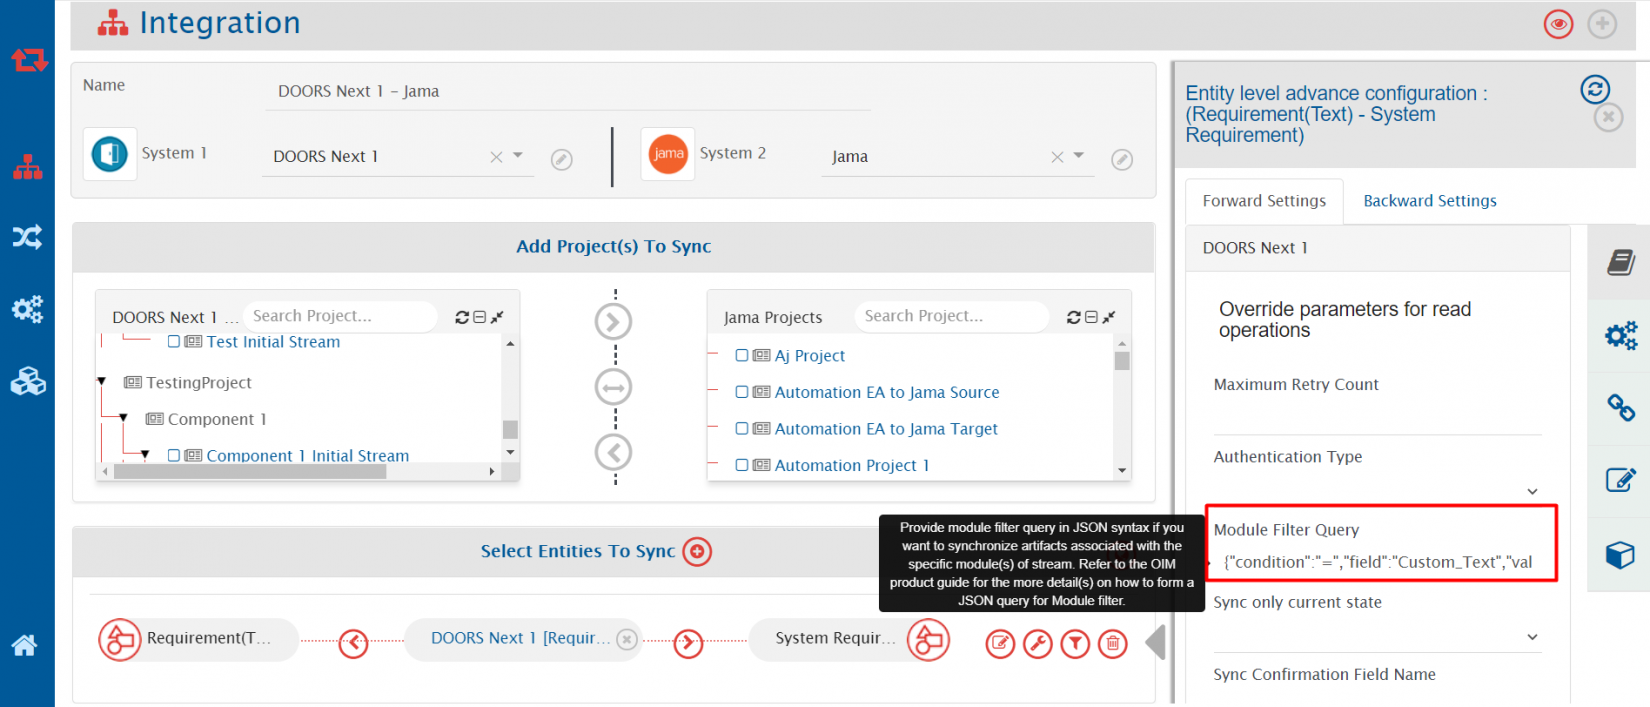 Integration
Name
DOORS Next 1 – Jama
System 1
DOORS Next 1
jama
System 2
Jama
Add Project(s) To Sync
DOORS Next 1 ...
Search Project...
Test Initial Stream
TestingProject
Component 1
Component 1 Initial Stream
Jama Projects
Search Project...
Aj Project
Automation EA to Jama Source
Automation EA to Jama Target
Automation Project 1
Select Entities To Sync
Provide module filter query in JSON syntax if you
want to synchronize artifacts associated with the
specific module(s) of stream. Refer to the OIM
product guide for the more detail(s) on how to form a
JSON query for Module filter.
Requirement(T...
DOORS Next 1 [Requir...
System Requir...
Entity level advance configuration :
(Requirement(Text) - System
Requirement)
Forward Settings
Backward Settings
DOORS Next 1
Override parameters for read
operations
Maximum Retry Count
Authentication Type
Module Filter Query
{"condition":"=","field":"Custom_Text","val
Sync only current state
Sync Confirmation Field Name